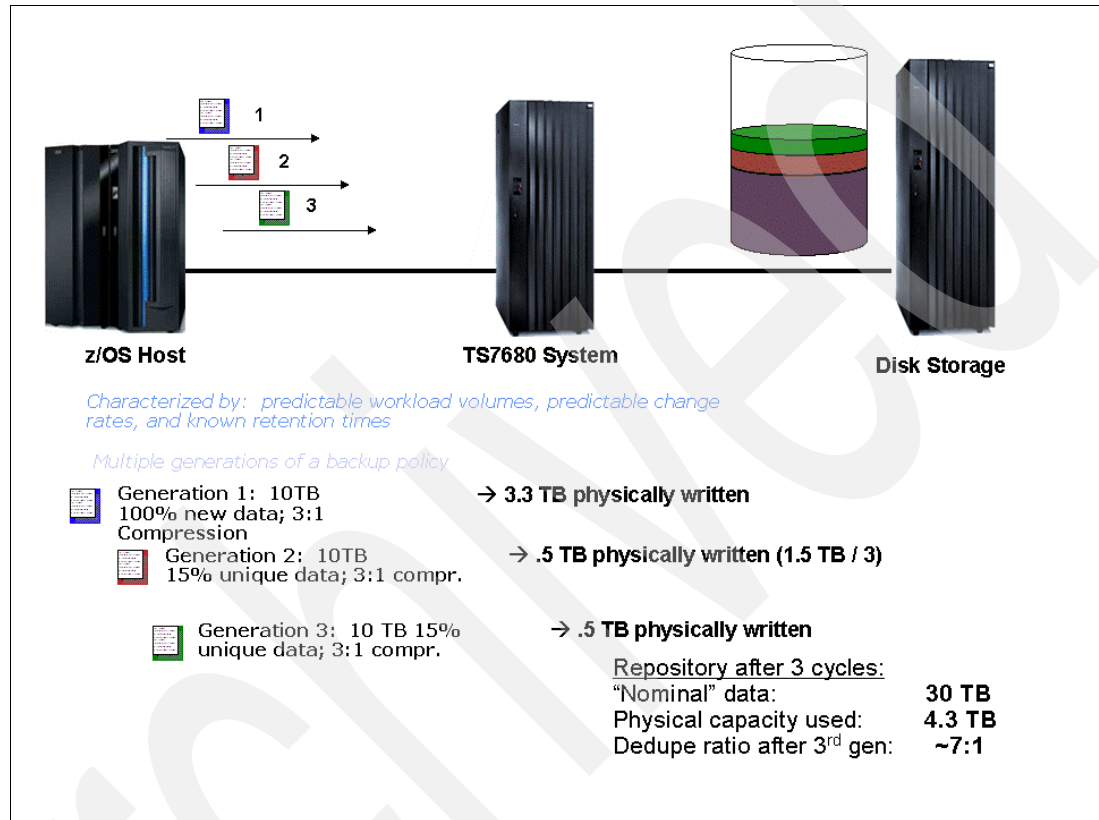 1
2
3
z/OS Host
TS7680 System
Disk Storage
Characterized by: predictable workload volumes, predictable change
rates, and known retention times
Multiple generations of a backup policy
Generation 1: 10TB
100% new data; 3:1
Compression
→ 3.3 TB physically written
Generation 2: 10TB
15% unique data; 3:1 compr.
→ .5 TB physically written (1.5 TB / 3)
Generation 3: 10 TB 15%
unique data; 3:1 compr.
→ .5 TB physically written
Repository after 3 cycles:
“Nominal” data: 30 TB
Physical capacity used: 4.3 TB
Dedupe ratio after 3rd gen: ~7:1